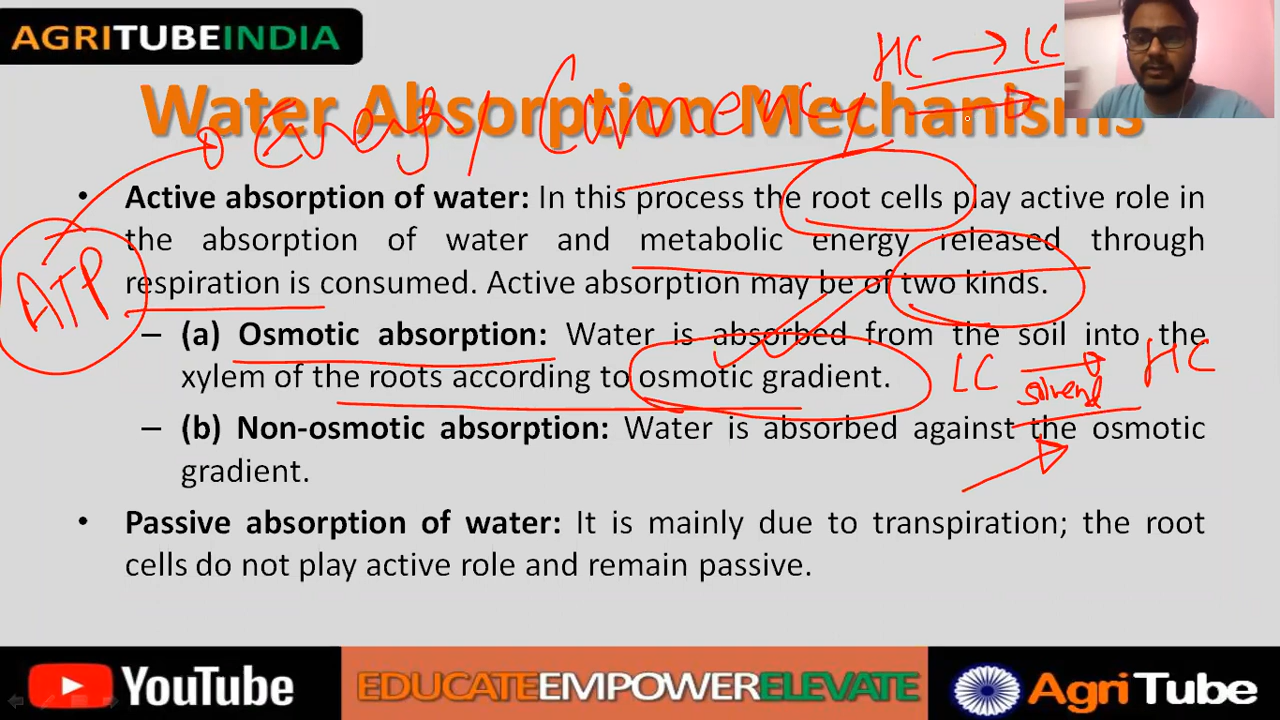 AGRITUBEINDIA
HC → LC
Water Absorption Mechanisms
Energy Currency
• Active absorption of water: In this process the root cells play active role in
the absorption of water and metabolic energy released through
respiration is consumed. Active absorption may be of two kinds.
ATP
– (a) Osmotic absorption: Water is absorbed from the soil into the
xylem of the roots according to osmotic gradient.
LC → HC
solvend
– (b) Non-osmotic absorption: Water is absorbed against the osmotic
gradient.
• Passive absorption of water: It is mainly due to transpiration; the root
cells do not play active role and remain passive.
YouTube EDUCATEEMPOWERELEVATE AgriTube